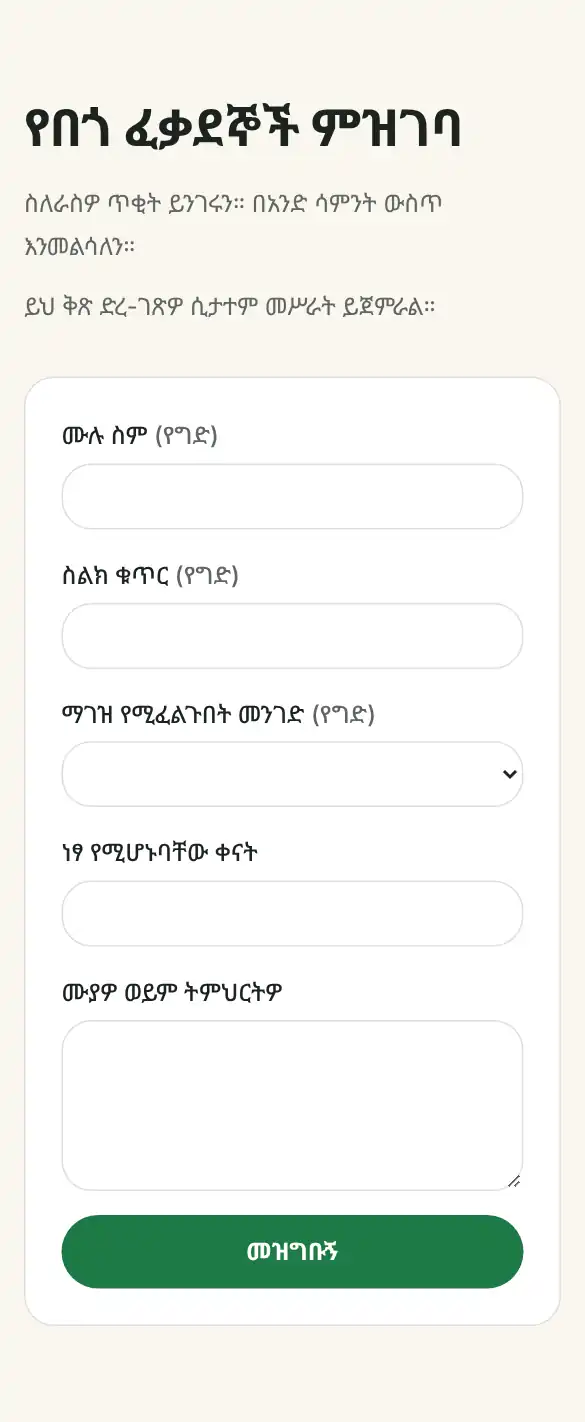 የበጎ ፈቃደኞች ምዝገባ
ስለራስዎ ጥቂት ይንገሩን። በአንድ ሳምንት ውስጥ
እንመልሳለን።
ይህ ቅጽ ድረ-ገጽዎ ሲታተም መሥራት ይጀምራል።
ሙሉ ስም (የግድ)
ስልክ ቁጥር (የግድ)
ማገዝ የሚፈልጉበት መንገድ (የግድ)
ነፃ የሚሆኑባቸው ቀናት
ሙያዎ ወይም ትምህርትዎ
መዝግቡኝ